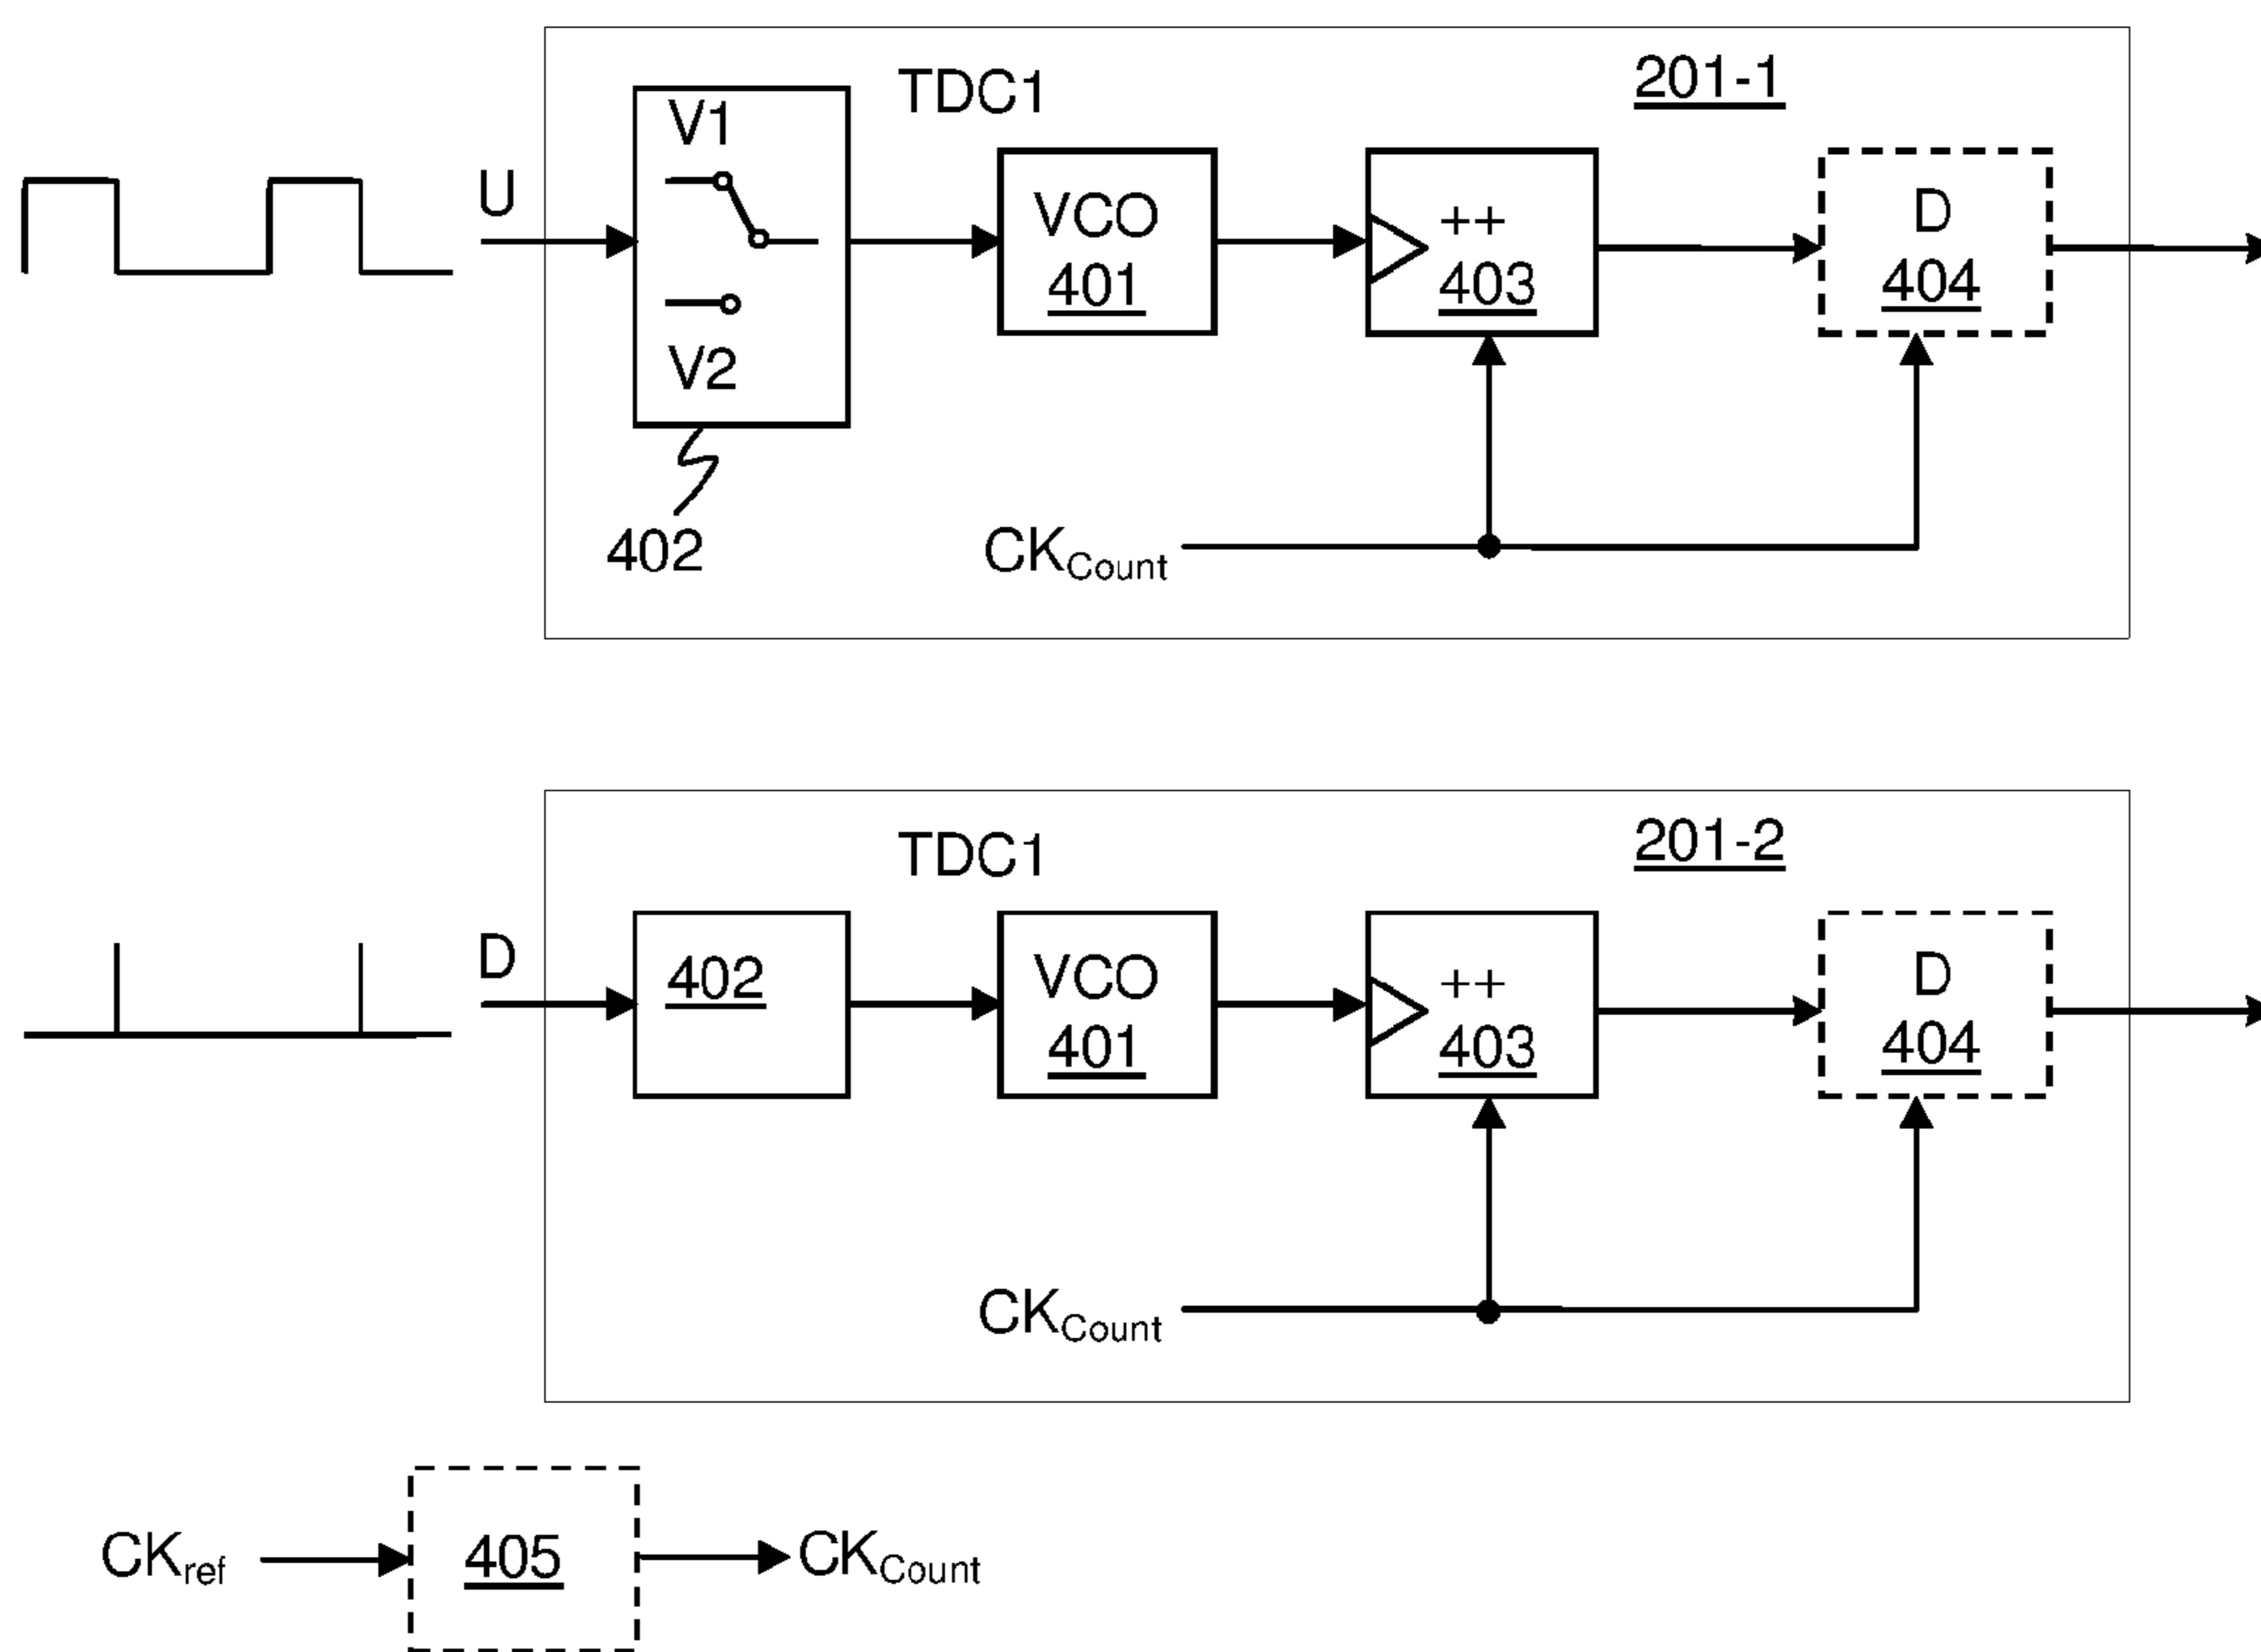 TDC1
201-1
V1
U
VCO
401
++
403
D
404
V2
402
CKCount
TDC1
201-2
D
402
VCO
401
++
403
D
404
CKCount
CKref
405
CKCount